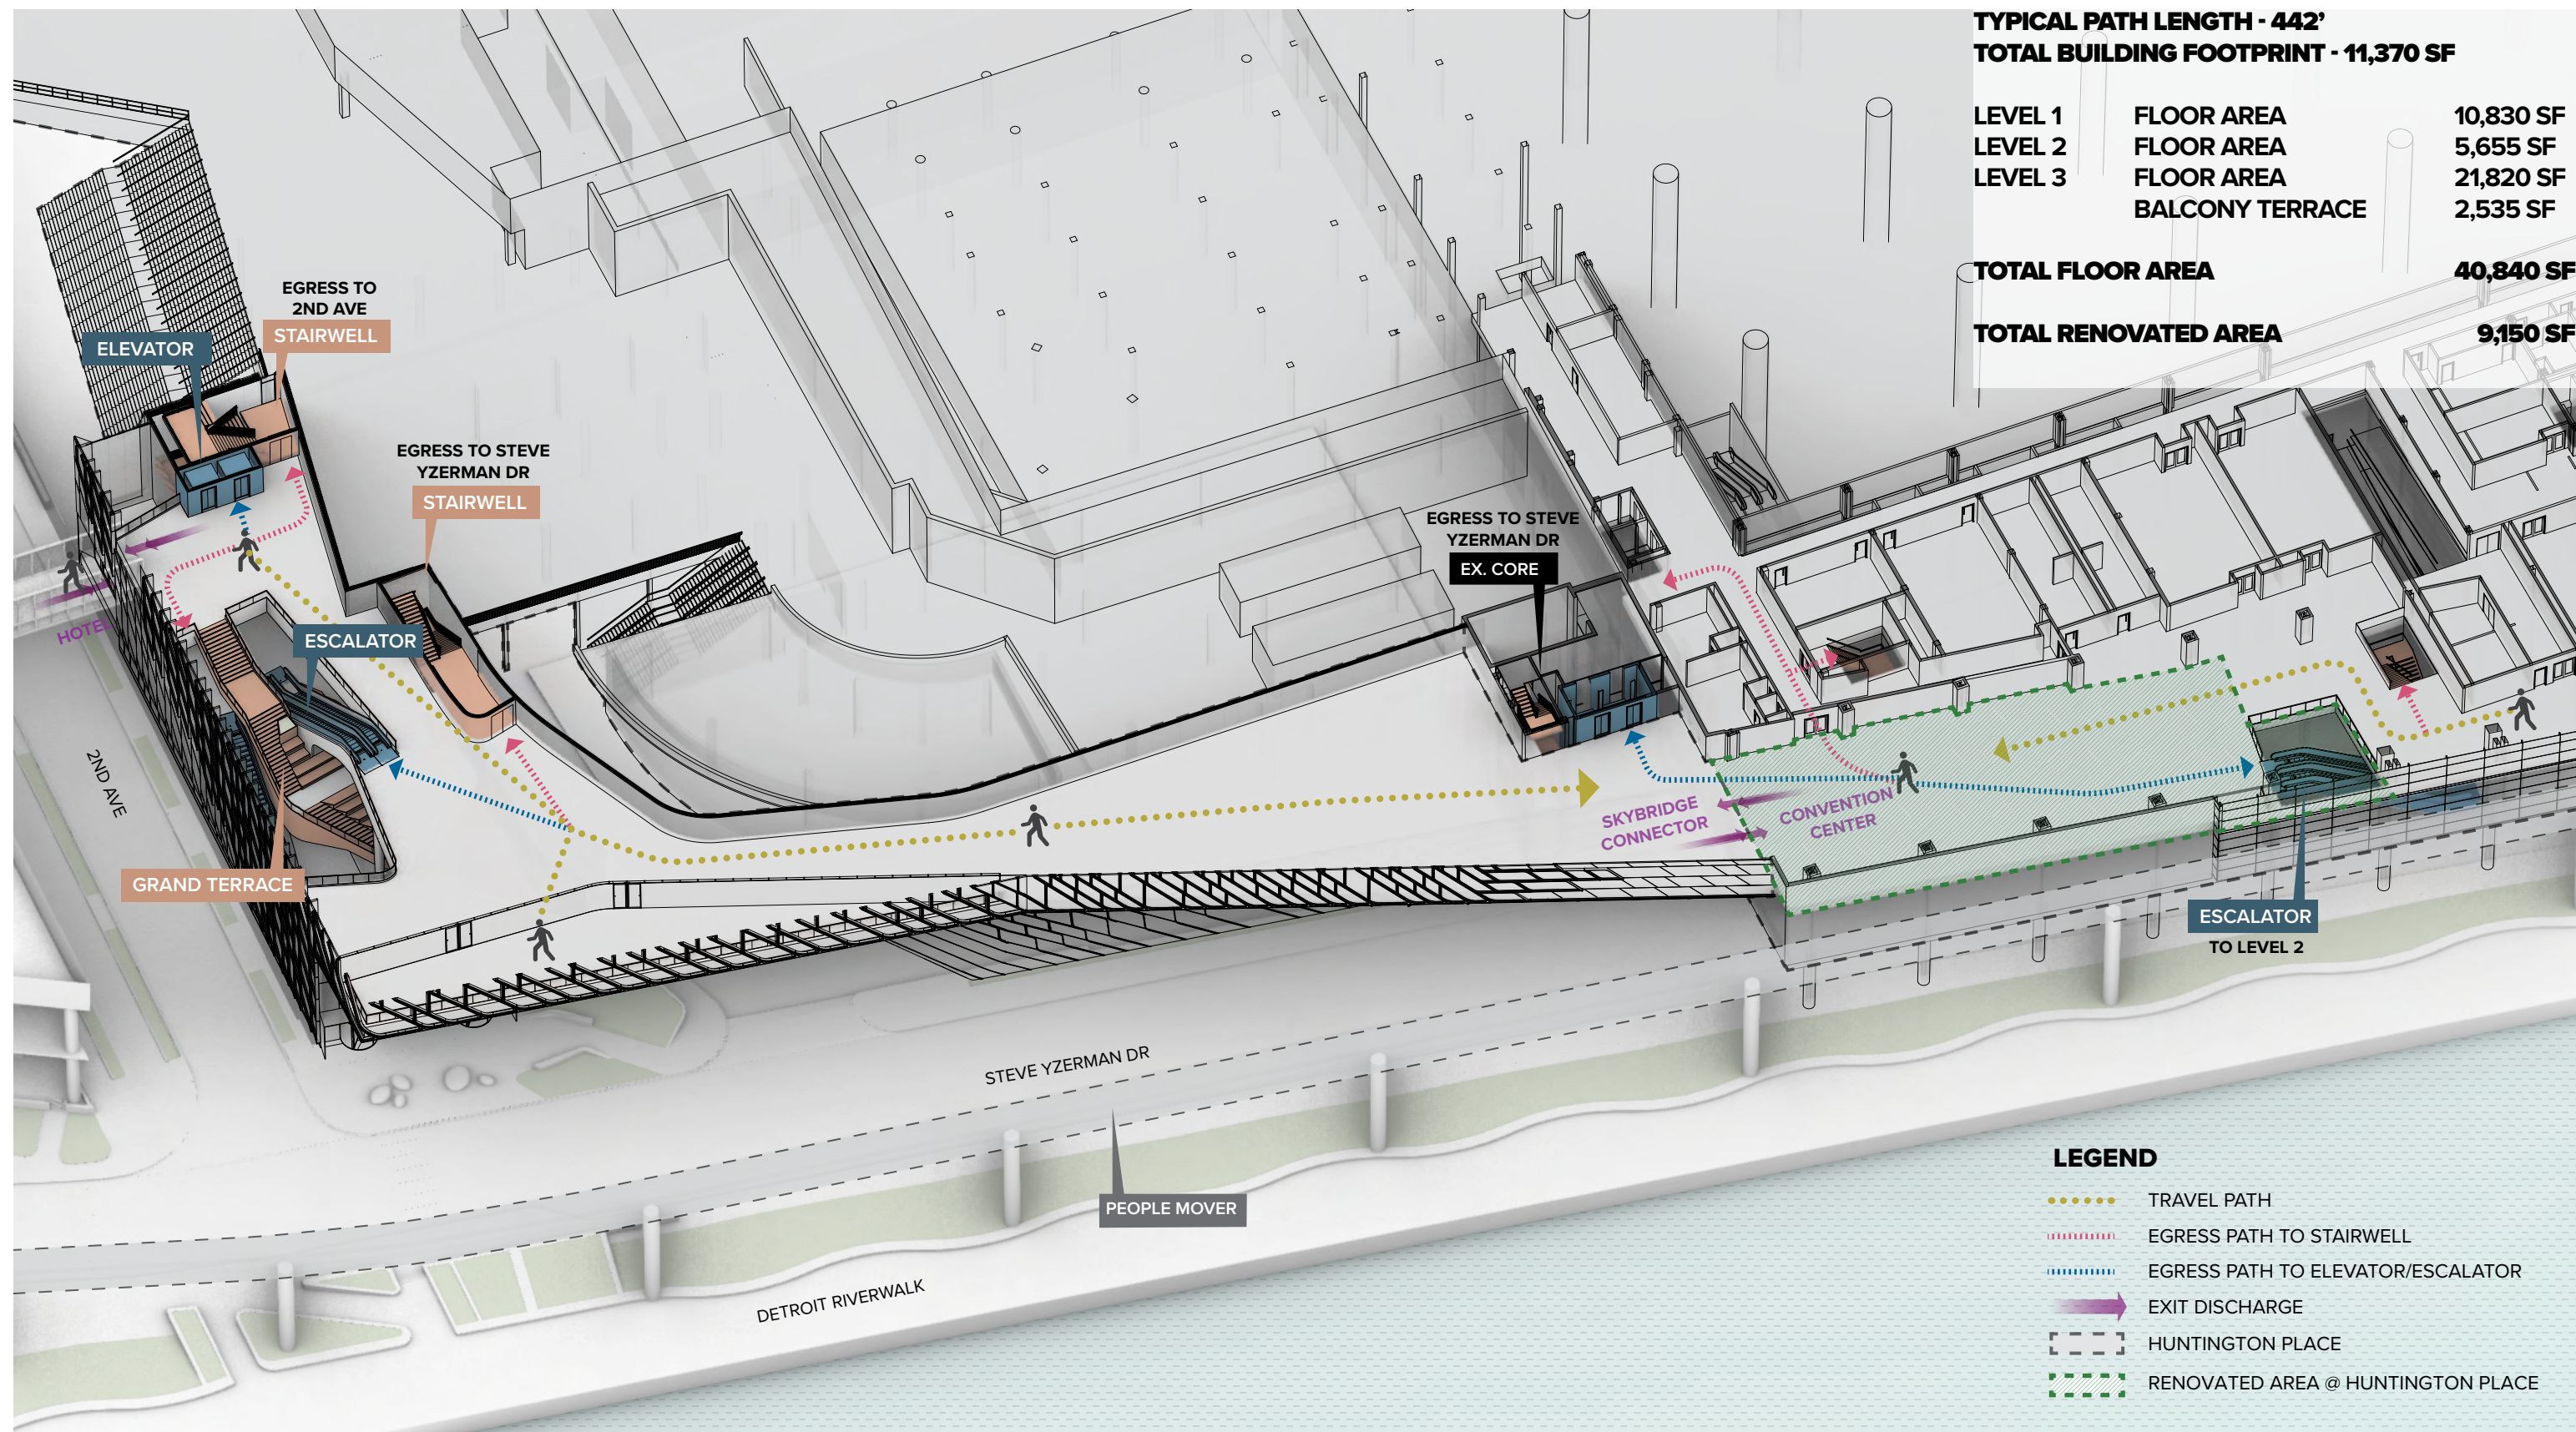 TYPICAL PATH LENGTH - 442’
TOTAL BUILDING FOOTPRINT - 11,370 SF
LEVEL 1 FLOOR AREA 10,830 SF
LEVEL 2 FLOOR AREA 5,655 SF
LEVEL 3 FLOOR AREA 21,820 SF
BALCONY TERRACE 2,535 SF
TOTAL FLOOR AREA 40,840 SF
TOTAL RENOVATED AREA 9,150 SF
EGRESS TO
2ND AVE
STAIRWELL
ELEVATOR
EGRESS TO STEVE
YZERMAN DR
STAIRWELL
EGRESS TO STEVE
YZERMAN DR
EX. CORE
HOTEL
ESCALATOR
2ND AVE
GRAND TERRACE
SKYBRIDGE
CONNECTOR
CONVENTION
CENTER
ESCALATOR
TO LEVEL 2
STEVE YZERMAN DR
PEOPLE MOVER
DETROIT RIVERWALK
LEGEND
TRAVEL PATH
EGRESS PATH TO STAIRWELL
EGRESS PATH TO ELEVATOR/ESCALATOR
EXIT DISCHARGE
HUNTINGTON PLACE
RENOVATED AREA @ HUNTINGTON PLACE